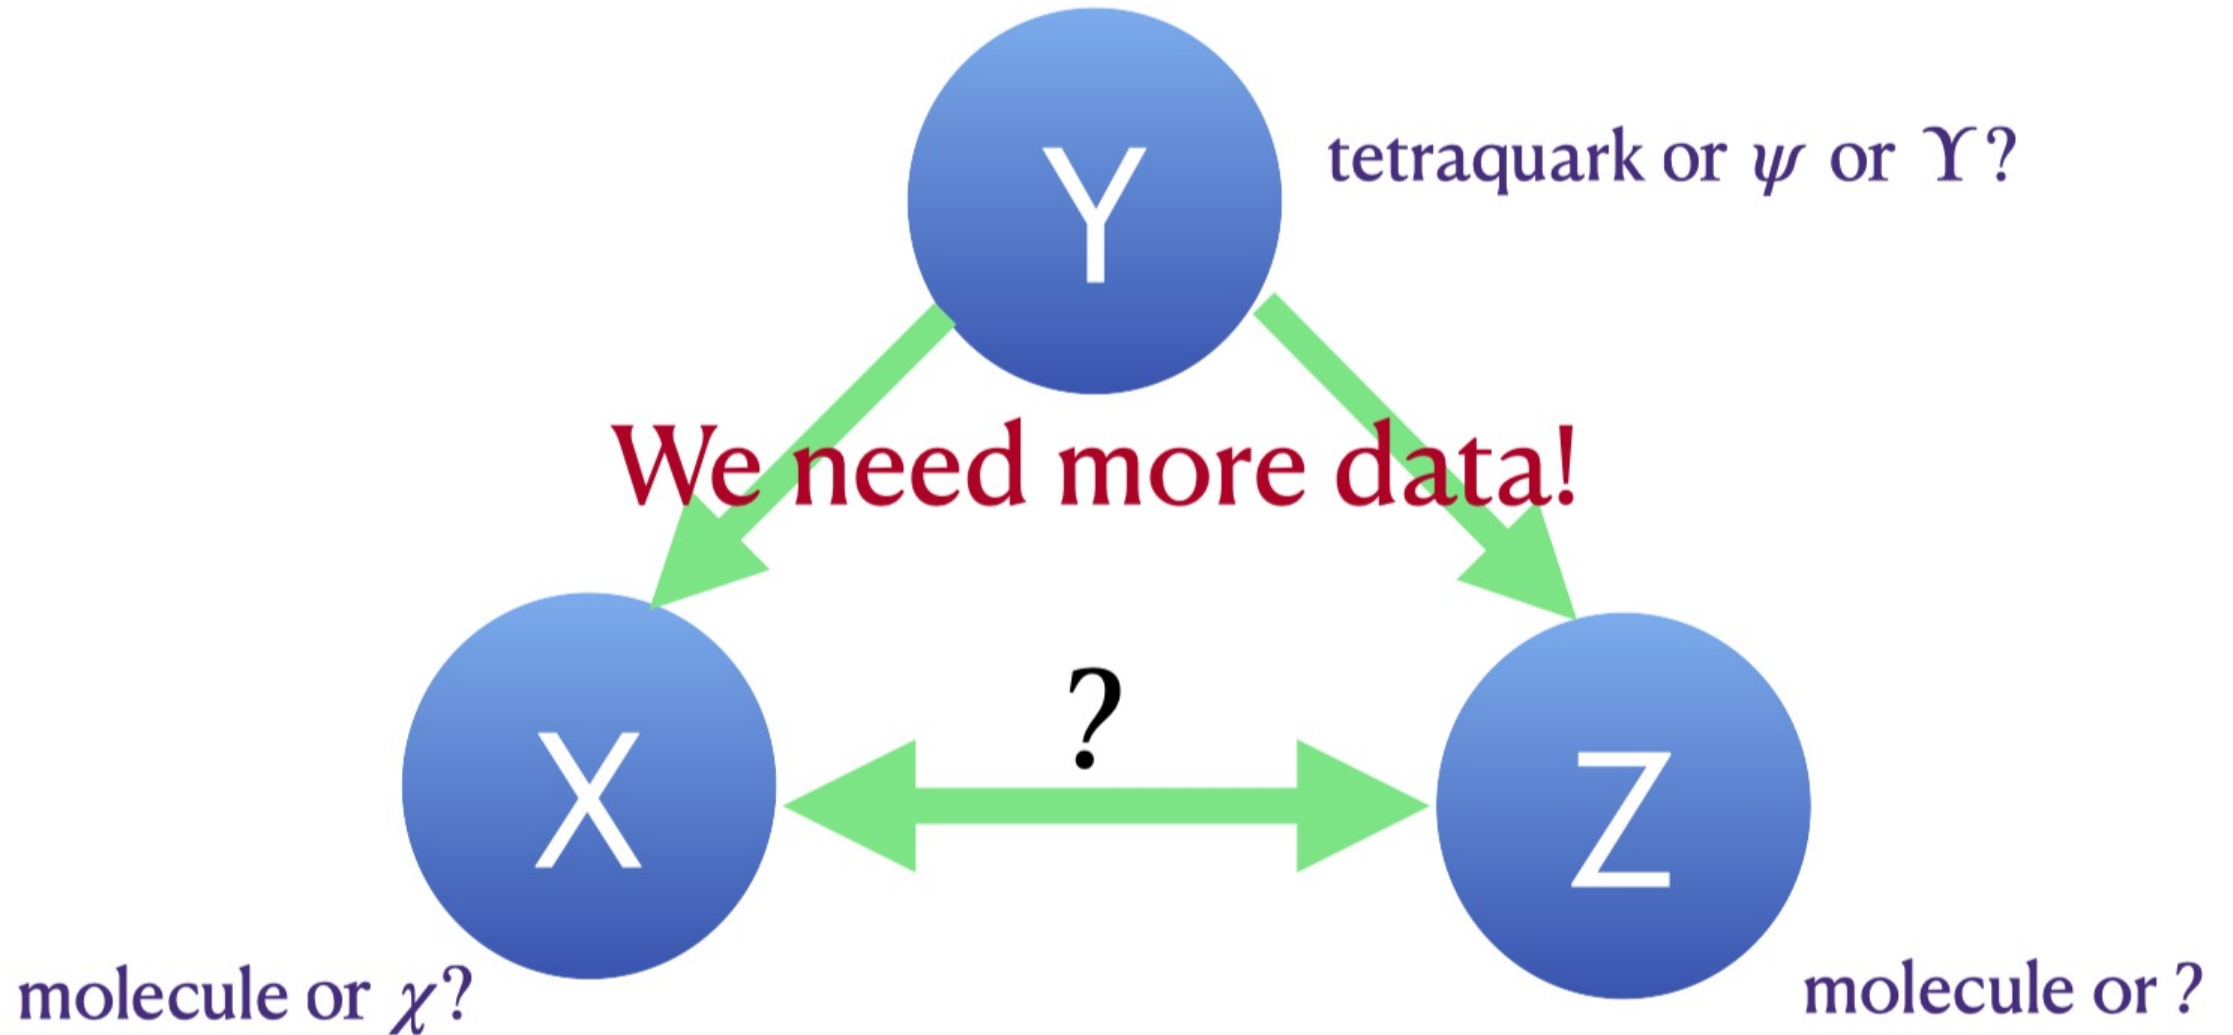 Y
tetraquark or ψ or ϒ?
We need more data!
?
X
Z
molecule or χ?
molecule or ?